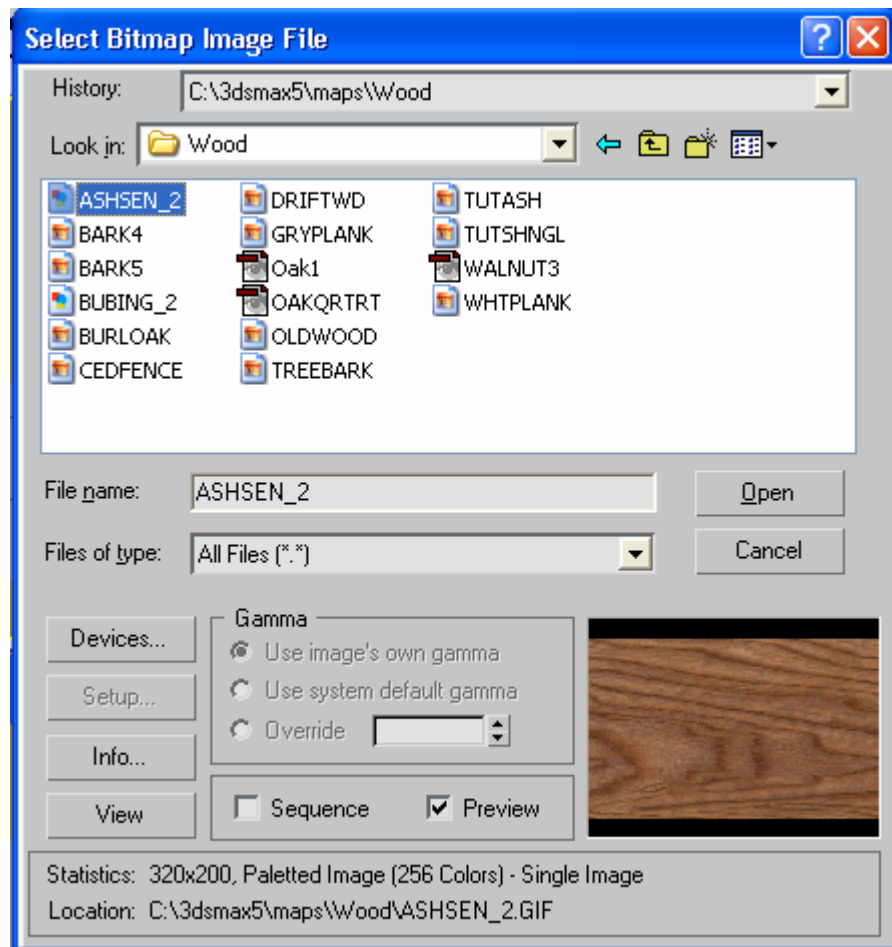 Select Bitmap Image File
?
History: C:\3dsmax5\maps\Wood
Look in: Wood
ASHSEN_2 DRIFTWD TUTASH
BARK4 GRYPLANK TUTSHNGL
BARK5 Oak1 WALNUT3
BUBING_2 OAKQRTRT WHTPLANK
BURLOAK OLDWOOD
CEDFENCE TREEBARK
File name: ASHSEN_2 Open
Files of type: All Files (*.*) Cancel
Devices... Gamma
Use image's own gamma
Setup... Use system default gamma
Override
Info...
View Sequence Preview
Statistics: 320x200, Paletted Image (256 Colors) - Single Image
Location: C:\3dsmax5\maps\Wood\ASHSEN_2.GIF